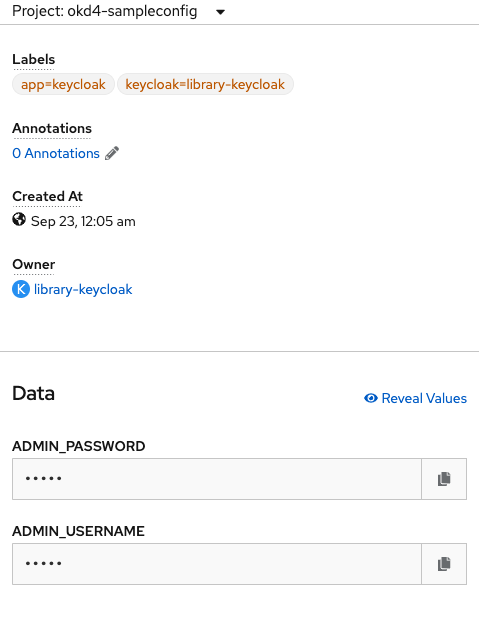 Project: okd4-sampleconfig
Labels
app=keycloak keycloak=library-keycloak
Annotations
0 Annotations
Created At
Sep 23, 12:05 am
Owner
K library-keycloak
Data
Reveal Values
ADMIN_PASSWORD
•••••
ADMIN_USERNAME
•••••